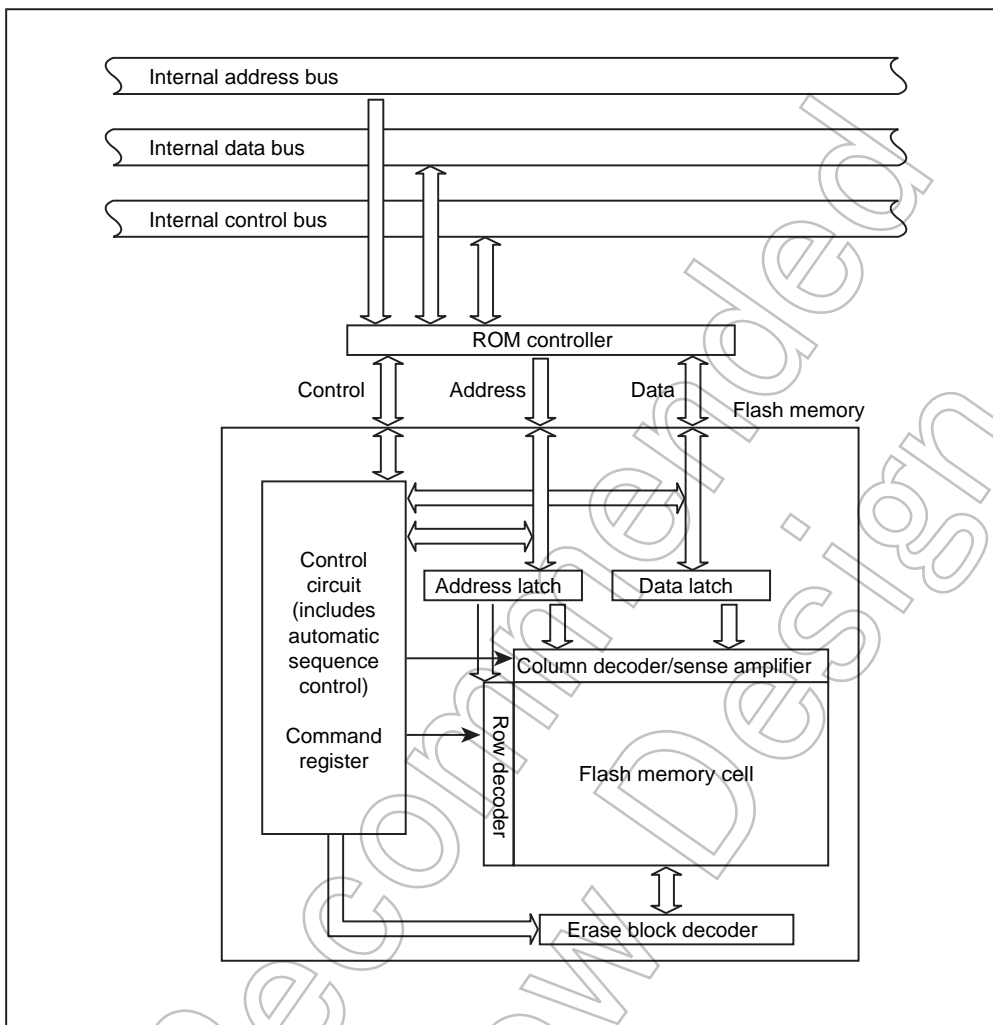 Internal address bus
Internal data bus
Internal control bus
ROM controller
Control
Address
Data
Flash memory
Control
circuit
(includes
automatic
sequence
control)
Command
register
Address latch
Data latch
Column decoder/sense amplifier
Row decoder
Flash memory cell
Erase block decoder
Recommended
w Design